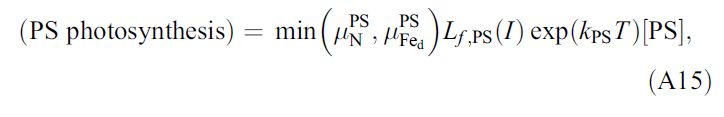 (PS photosynthesis) = min(μ_N^PS, μ_Fe_d^PS) L_f,PS(I) exp(k_PS T)[PS],
(A15)